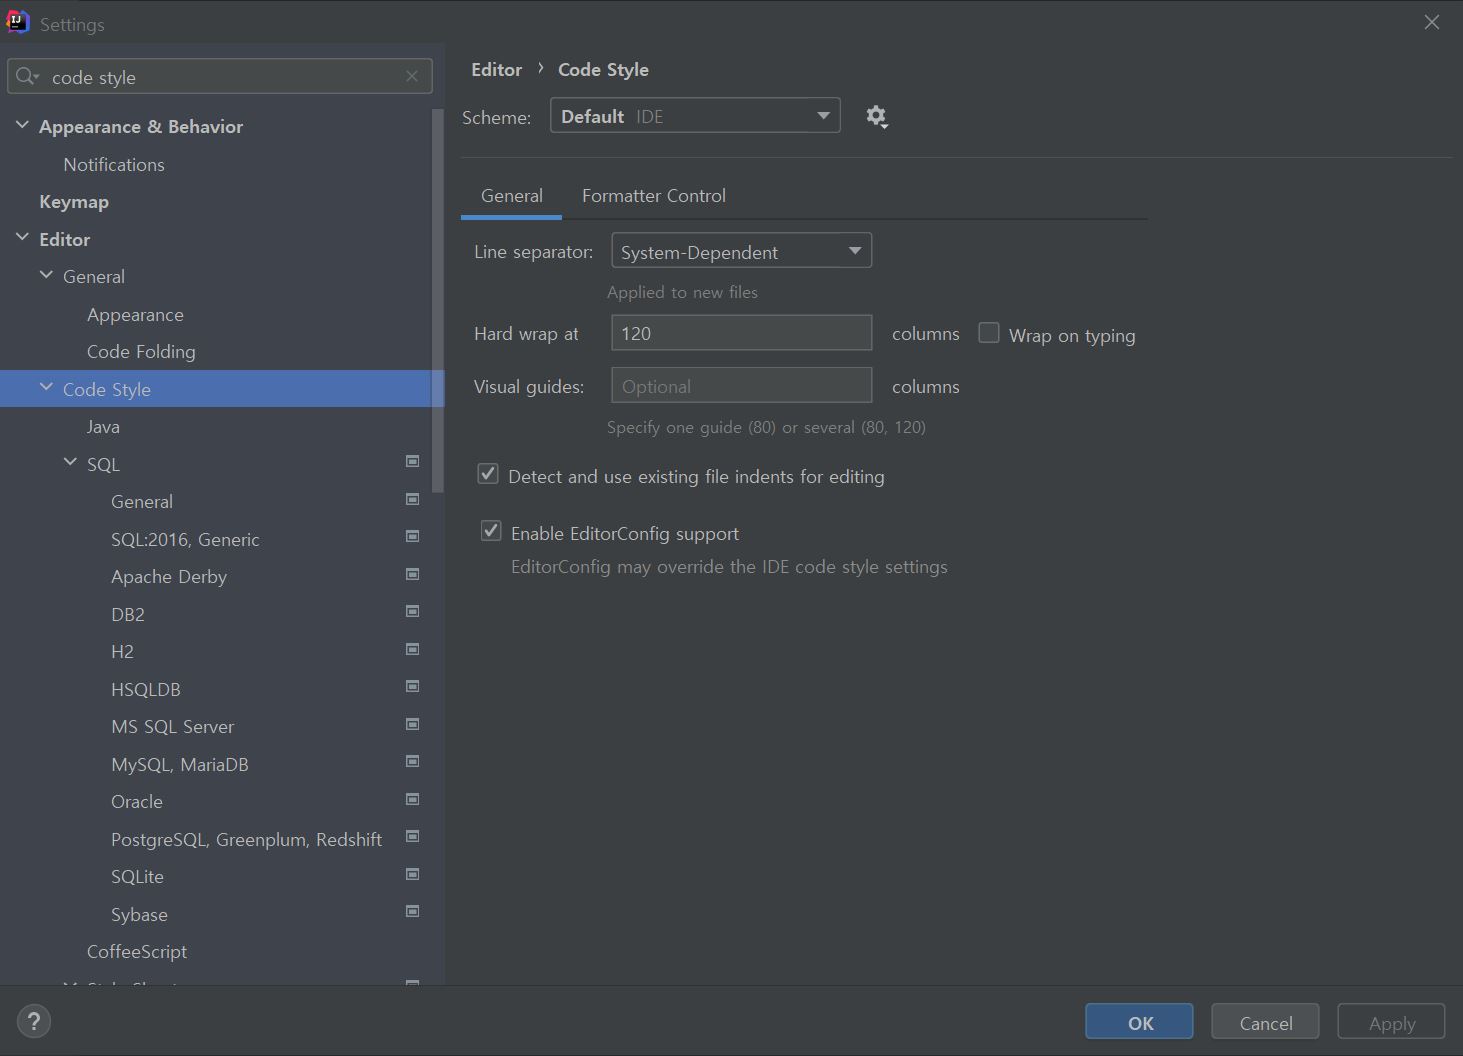 Settings
code style
Appearance & Behavior
Notifications
Keymap
Editor
General
Appearance
Code Folding
Code Style
Java
SQL
General
SQL:2016, Generic
Apache Derby
DB2
H2
HSQLDB
MS SQL Server
MySQL, MariaDB
Oracle
PostgreSQL, Greenplum, Redshift
SQLite
Sybase
CoffeeScript
Editor › Code Style
Scheme: Default IDE
General Formatter Control
Line separator: System-Dependent
Applied to new files
Hard wrap at 120 columns Wrap on typing
Visual guides: Optional columns
Specify one guide (80) or several (80, 120)
Detect and use existing file indents for editing
Enable EditorConfig support
EditorConfig may override the IDE code style settings
? OK Cancel Apply